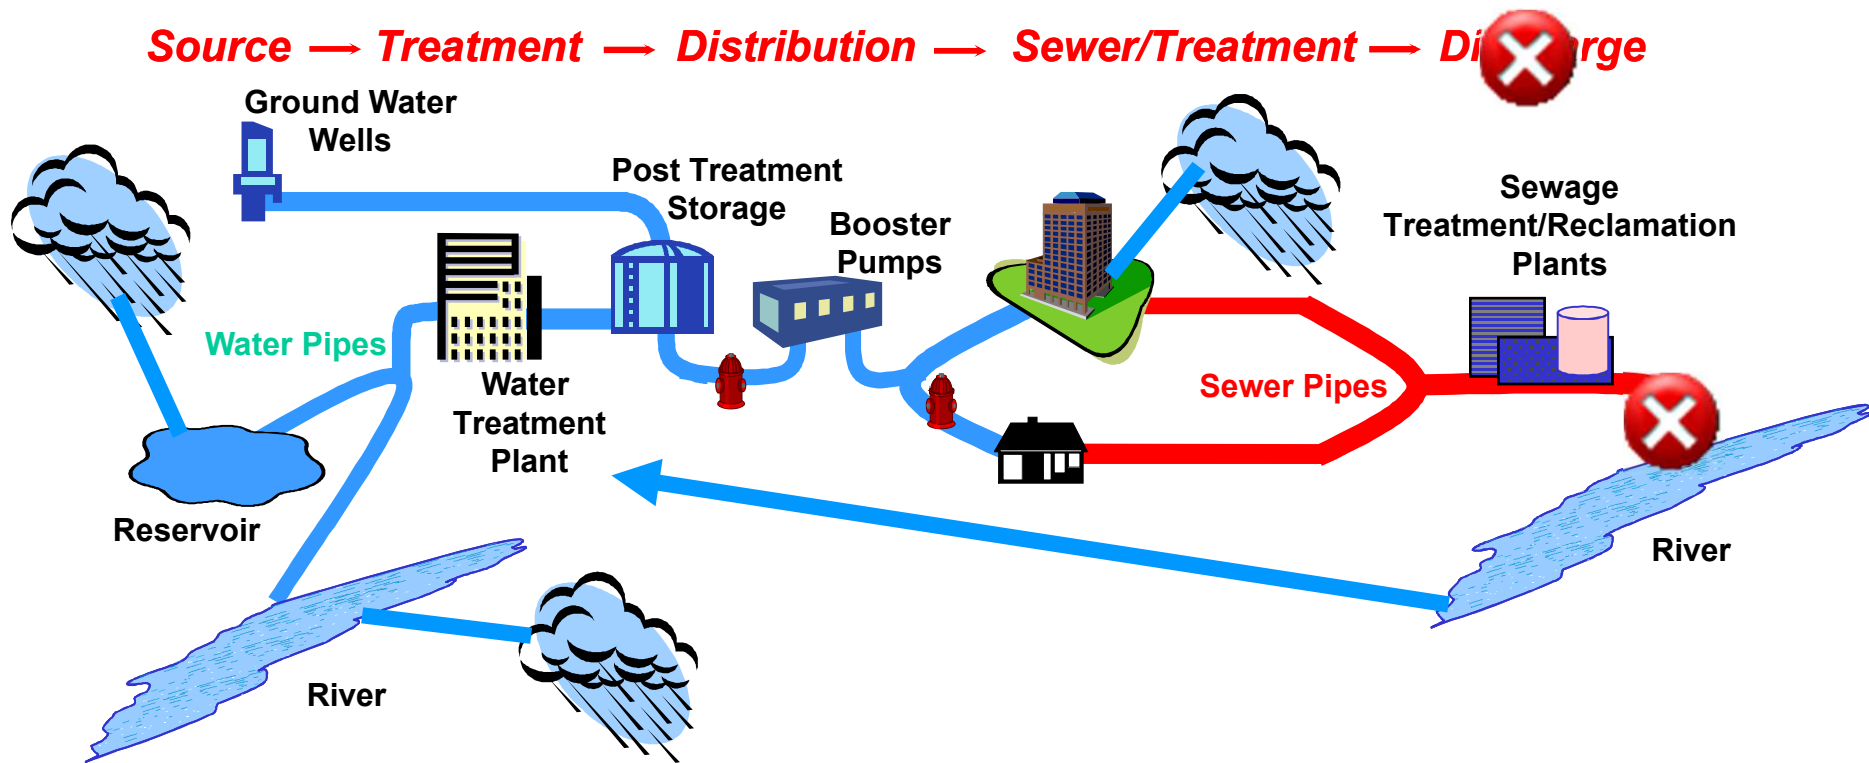 Source → Treatment → Distribution → Sewer/Treatment → Di rge
Ground Water
Wells
Post Treatment
Storage
Booster
Pumps
Sewage
Treatment/Reclamation
Plants
Water Pipes
Water
Treatment
Plant
Sewer Pipes
Reservoir
River
River